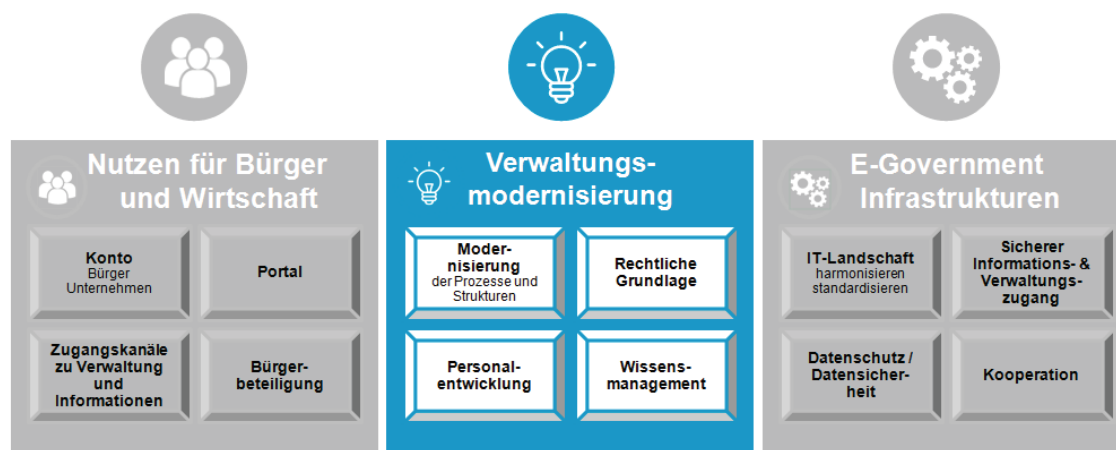 Nutzen für Bürger
und Wirtschaft
Konto
Bürger
Unternehmen
Portal
Zugangskanäle
zu Verwaltung
und
Informationen
Bürger-
beteiligung
Verwaltungs-
modernisierung
Moder-
nisierung
der Prozesse und
Strukturen
Rechtliche
Grundlage
Personal-
entwicklung
Wissens-
management
E-Government
Infrastrukturen
IT-Landschaft
harmonisieren
standardisieren
Sicherer
Informations- &
Verwaltungs-
zugang
Datenschutz /
Datensicher-
heit
Kooperation